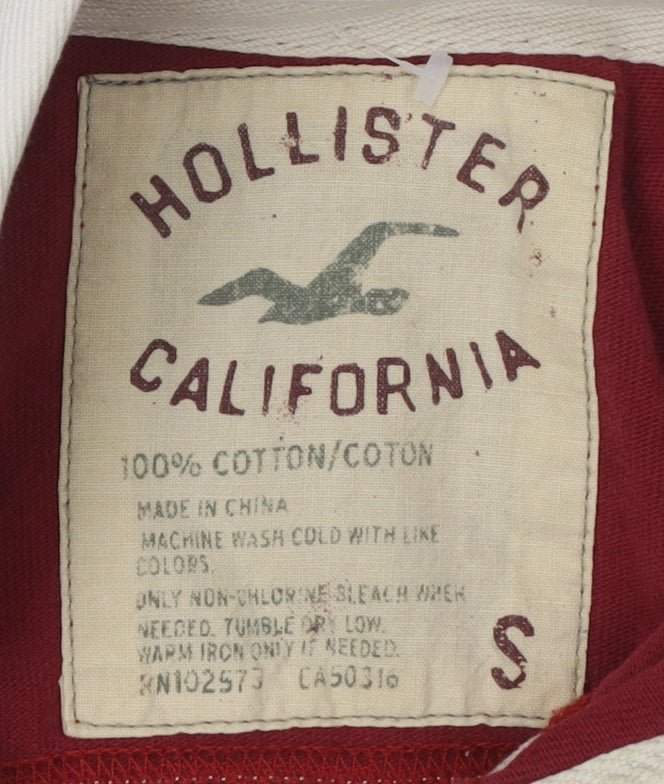 HOLLISTER
CALIFORNIA
100% COTTON/COTON
MADE IN CHINA
MACHINE WASH COLD WITH LIKE
COLORS.
ONLY NON-CHLORINE BLEACH WHEN
NEEDED. TUMBLE DRY LOW.
WARM IRON ONLY IF NEEDED.
RN102573 CA50316
S